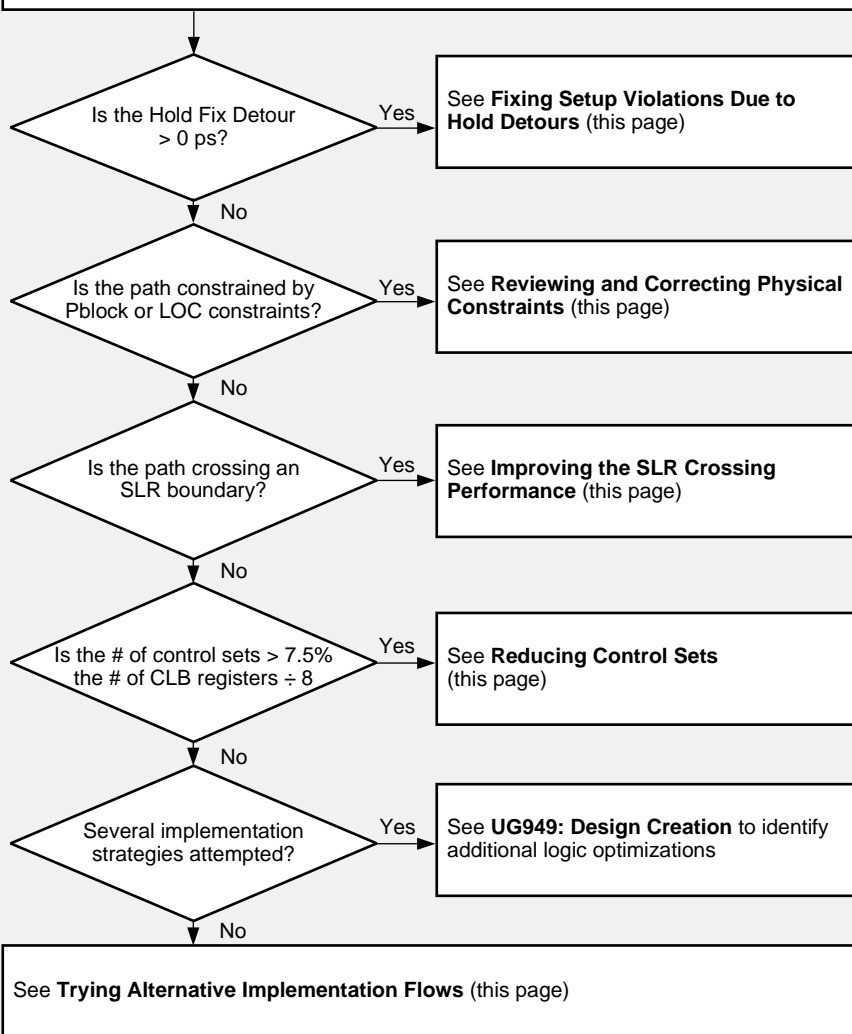 Is the Hold Fix Detour
> 0 ps?
Yes
See Fixing Setup Violations Due to
Hold Detours (this page)
No
Is the path constrained by
Pblock or LOC constraints?
Yes
See Reviewing and Correcting Physical
Constraints (this page)
No
Is the path crossing an
SLR boundary?
Yes
See Improving the SLR Crossing
Performance (this page)
No
Is the # of control sets > 7.5%
the # of CLB registers ÷ 8
Yes
See Reducing Control Sets
(this page)
No
Several implementation
strategies attempted?
Yes
See UG949: Design Creation to identify
additional logic optimizations
No
See Trying Alternative Implementation Flows (this page)